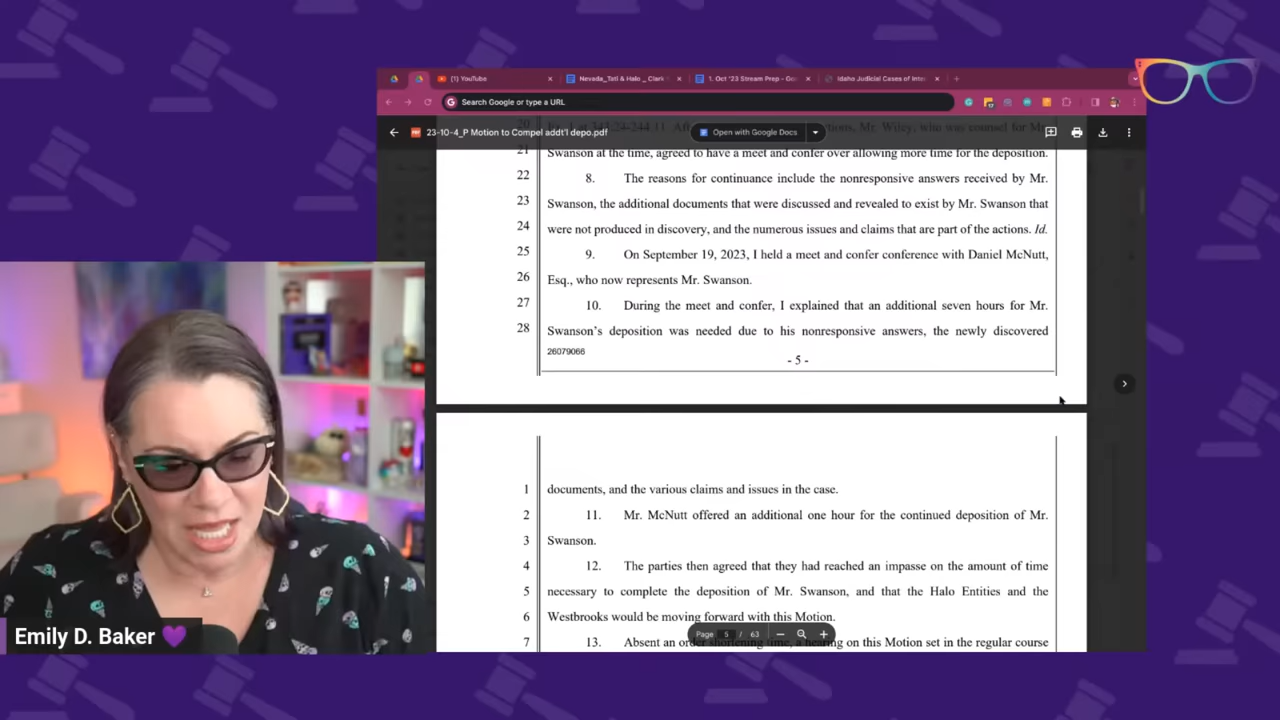 (1) YouTube
Nevada_Tati & Halo _ Clark
1. Oct '23 Stream Prep - Goo
Idaho Judicial Cases of Inte
Search Google or type a URL
23-10-4_P Motion to Compel addt'l depo.pdf
Open with Google Docs
21 Swanson at the time, agreed to have a meet and confer over allowing more time for the deposition.
22 8. The reasons for continuance include the nonresponsive answers received by Mr.
23 Swanson, the additional documents that were discussed and revealed to exist by Mr. Swanson that
24 were not produced in discovery, and the numerous issues and claims that are part of the actions. Id.
25 9. On September 19, 2023, I held a meet and confer conference with Daniel McNutt,
26 Esq., who now represents Mr. Swanson.
27 10. During the meet and confer, I explained that an additional seven hours for Mr.
28 Swanson's deposition was needed due to his nonresponsive answers, the newly discovered
26079066
- 5 -
1 documents, and the various claims and issues in the case.
2 11. Mr. McNutt offered an additional one hour for the continued deposition of Mr.
3 Swanson.
4 12. The parties then agreed that they had reached an impasse on the amount of time
5 necessary to complete the deposition of Mr. Swanson, and that the Halo Entities and the
6 Westbrooks would be moving forward with this Motion.
7 13. Absent an order shortening time, a hearing on this Motion set in the regular course
Page 5 / 63
Emily D. Baker 💜